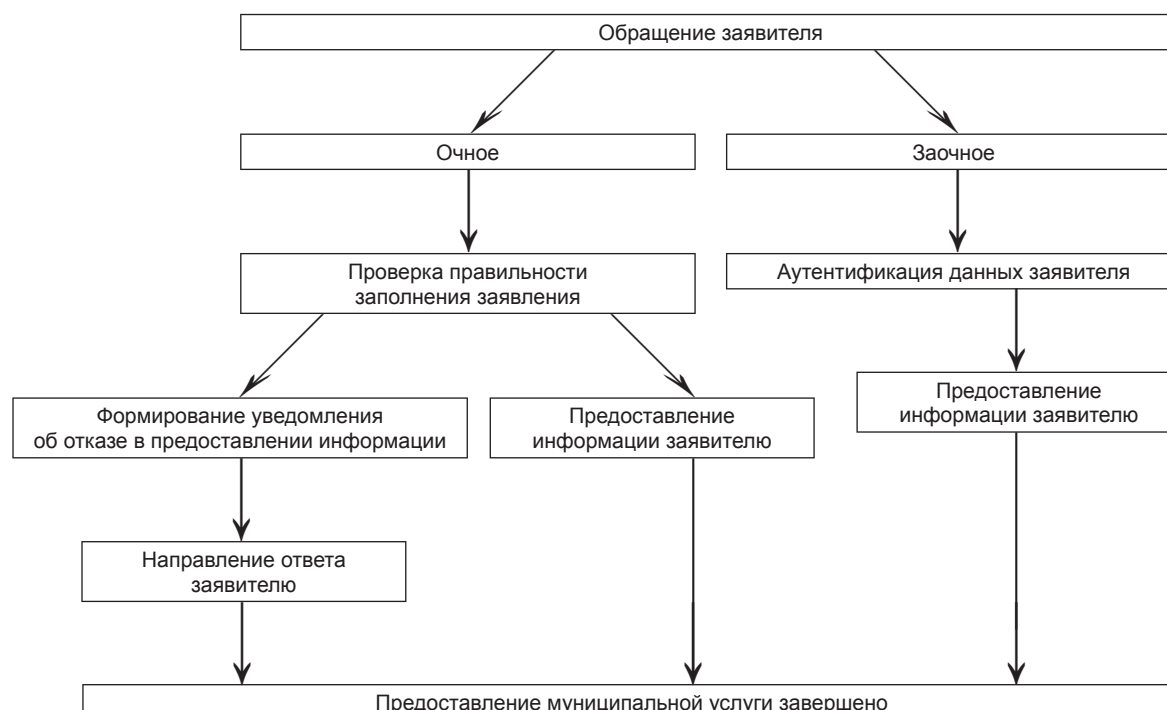 Обращение заявителя
Очное
Заочное
Проверка правильности
заполнения заявления
Аутентификация данных заявителя
Формирование уведомления
об отказе в предоставлении информации
Предоставление
информации заявителю
Предоставление
информации заявителю
Направление ответа
заявителю
Предоставление муниципальной услуги завершено